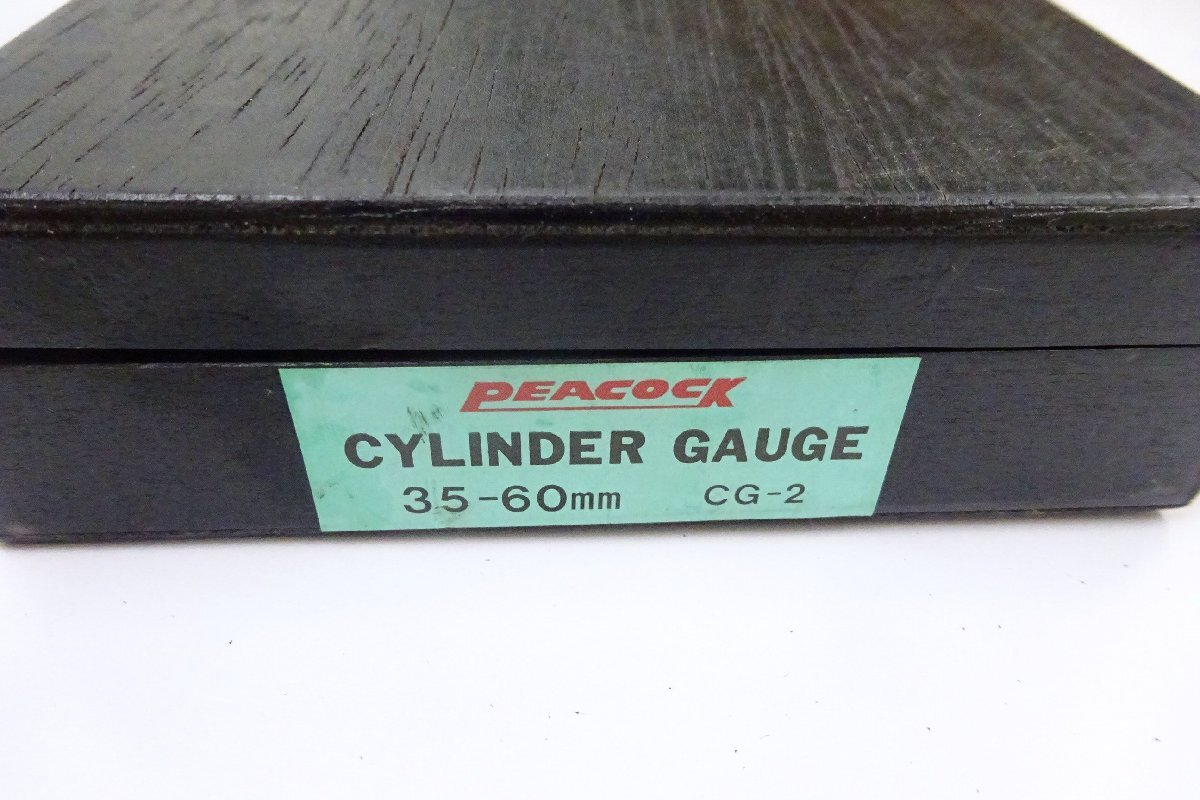 PEACOCK
CYLINDER GAUGE
35-60mm CG-2